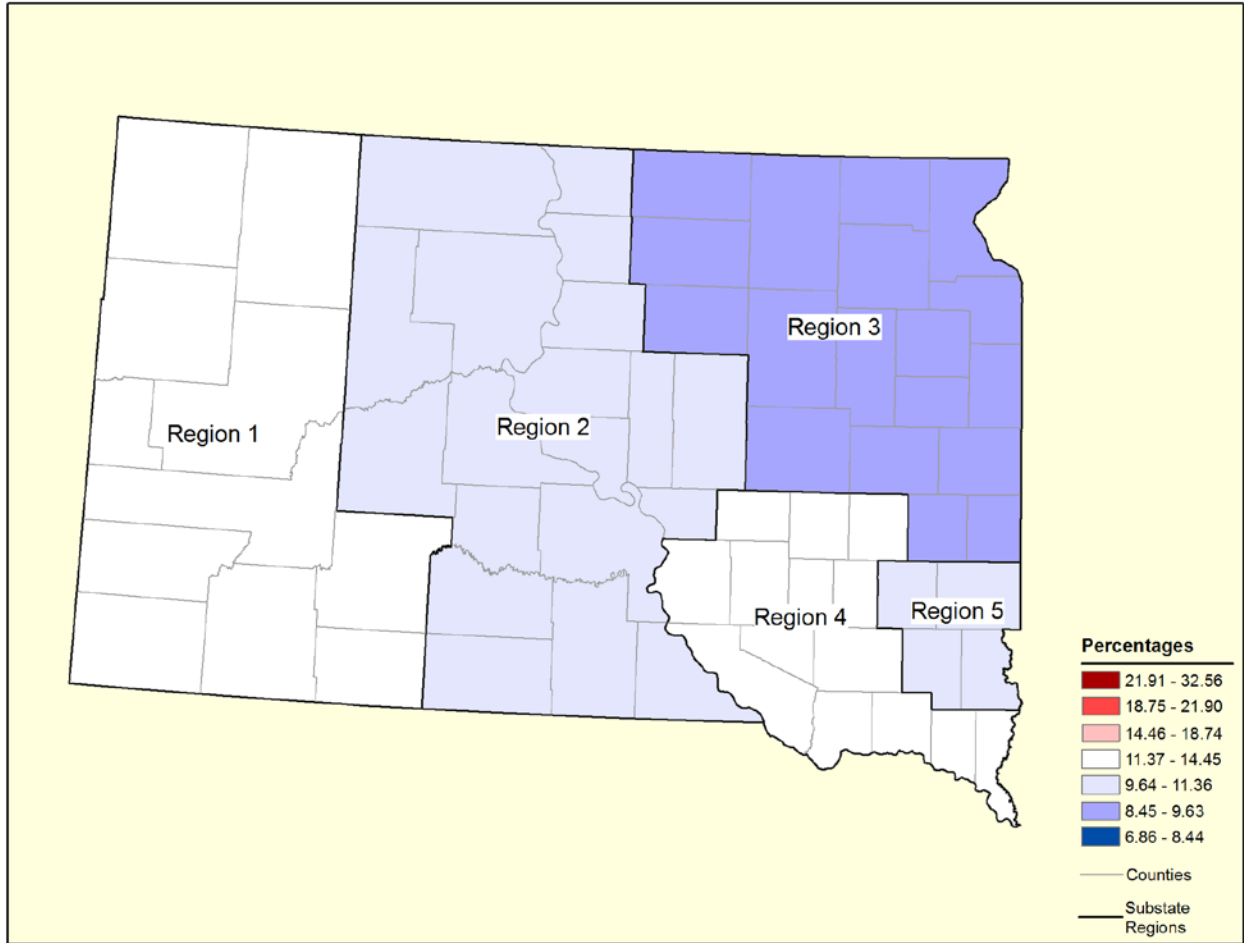 Region 3
Region 1
Region 2
Region 4
Region 5
Percentages
21.91 - 32.56
18.75 - 21.90
14.46 - 18.74
11.37 - 14.45
9.64 - 11.36
8.45 - 9.63
6.86 - 8.44
Counties
Substate
Regions